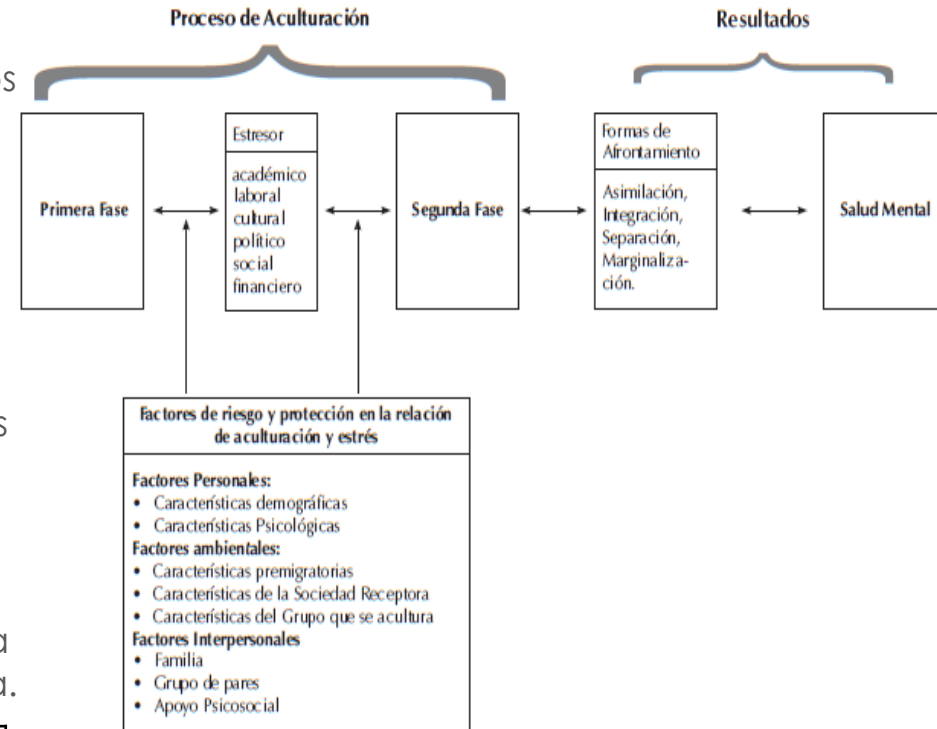 Proceso de Aculturación
Resultados
Primera Fase
Estresor
académico
laboral
cultural
político
social
financiero
Segunda Fase
Formas de
Afrontamiento
Asimilación,
Integración,
Separación,
Marginaliza-
ción.
Salud Mental
Factores de riesgo y protección en la relación
de aculturación y estrés
Factores Personales:
• Características demográficas
• Características Psicológicas
Factores ambientales:
• Características premigratorias
• Características de la Sociedad Receptora
• Características del Grupo que se acultura
Factores Interpersonales
• Familia
• Grupo de pares
• Apoyo Psicosocial